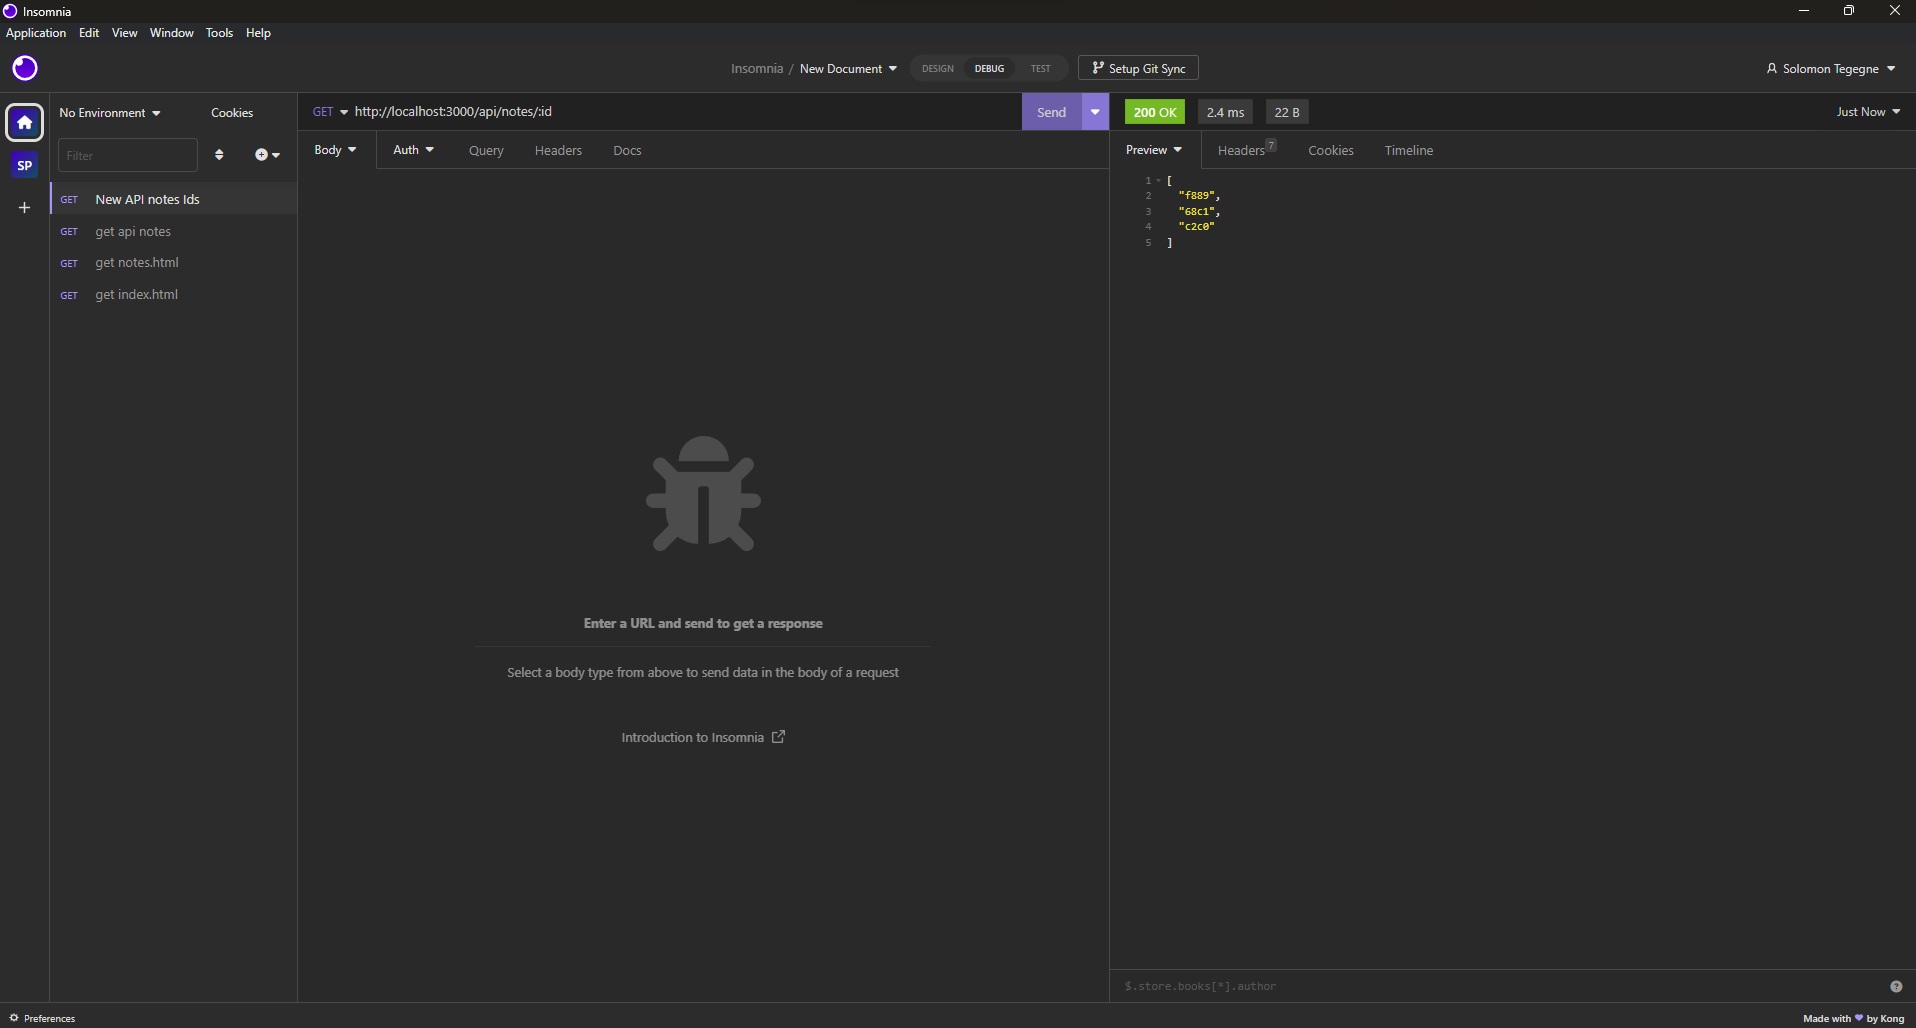 Insomnia
Application Edit View Window Tools Help
Insomnia / New Document DESIGN DEBUG TEST Setup Git Sync Solomon Tegegne
No Environment Cookies
GET http://localhost:3000/api/notes/:id Send 200 OK 2.4 ms 22 B Just Now
Filter
Body Auth Query Headers Docs
Preview Headers 7 Cookies Timeline
SP
GET New API notes Ids
GET get api notes
GET get notes.html
GET get index.html
1 [
2 "f889",
3 "68c1",
4 "c2c0"
5 ]
Enter a URL and send to get a response
Select a body type from above to send data in the body of a request
Introduction to Insomnia
$.store.books[*].author
Preferences
Made with ♥ by Kong